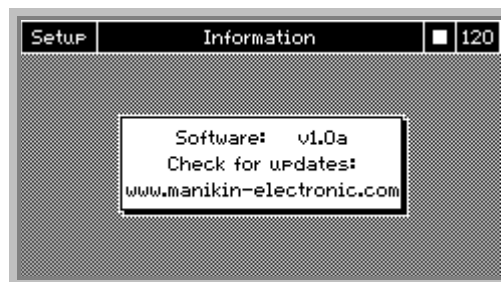 Setup Information 120
Software: v1.0a
Check for updates:
www.manikin-electronic.com